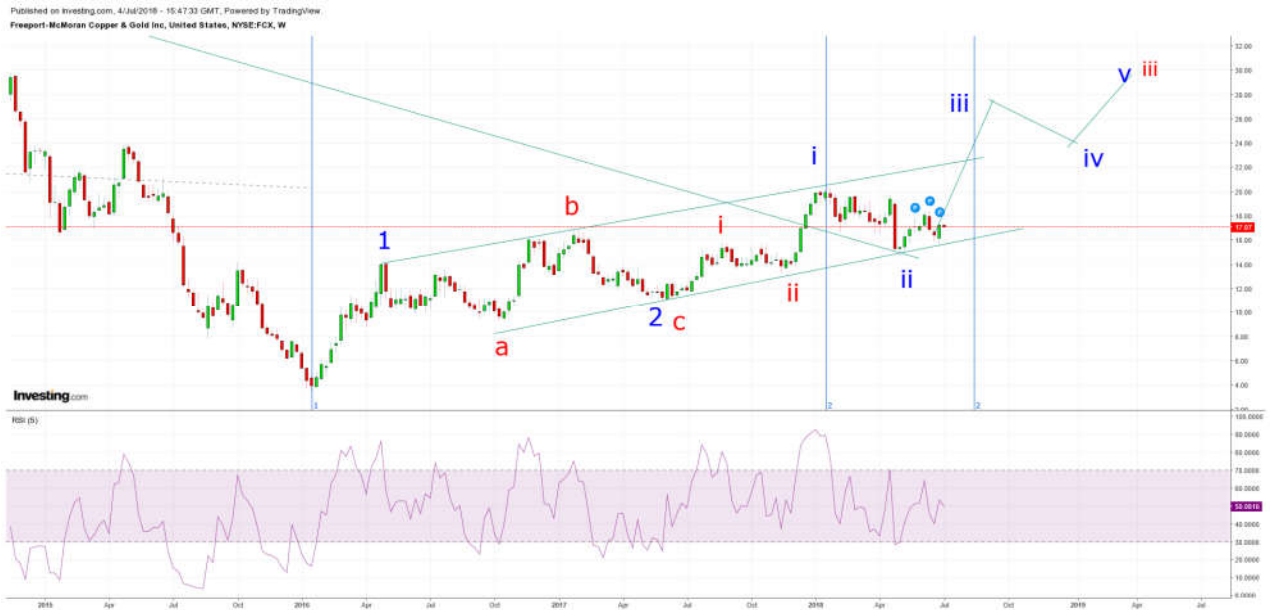 Published on Investing.com, 4/Jul/2018 - 15:47:33 GMT, Powered by TradingView.
Freeport-McMoran Copper & Gold Inc, United States, NYSE:FCX, W
32.00
v iii
iii
28.00
iv
24.00
i
22.00
b
20.00
i
P P P
18.00
1
17.07
16.00
14.00
ii
ii
12.00
2 c
10.00
a
8.00
6.00
Investing.com
4.00
1 2 2
2.00
RSI (5)
100.0000
90.0000
80.0000
70.0000
60.0000
50.0816
30.0000
20.0000
10.0000
0.0000
2015 Apr Jul Oct 2016 Apr Jul Oct 2017 Apr Jul Oct 2018 Apr Jul Oct 2019 Apr Jul